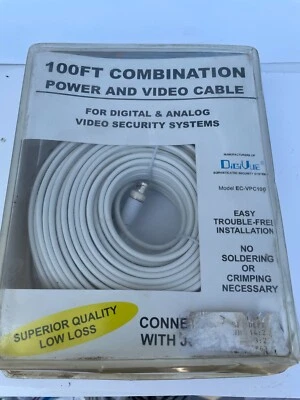 100FT COMBINATION
POWER AND VIDEO CABLE
FOR DIGITAL & ANALOG
VIDEO SECURITY SYSTEMS
DIGIVUE
Model EC-VPC100
EASY
TROUBLE-FREE
INSTALLATION
NO
SOLDERING
OR
CRIMPING
NECESSARY
SUPERIOR QUALITY
LOW LOSS
CONNE
WITH